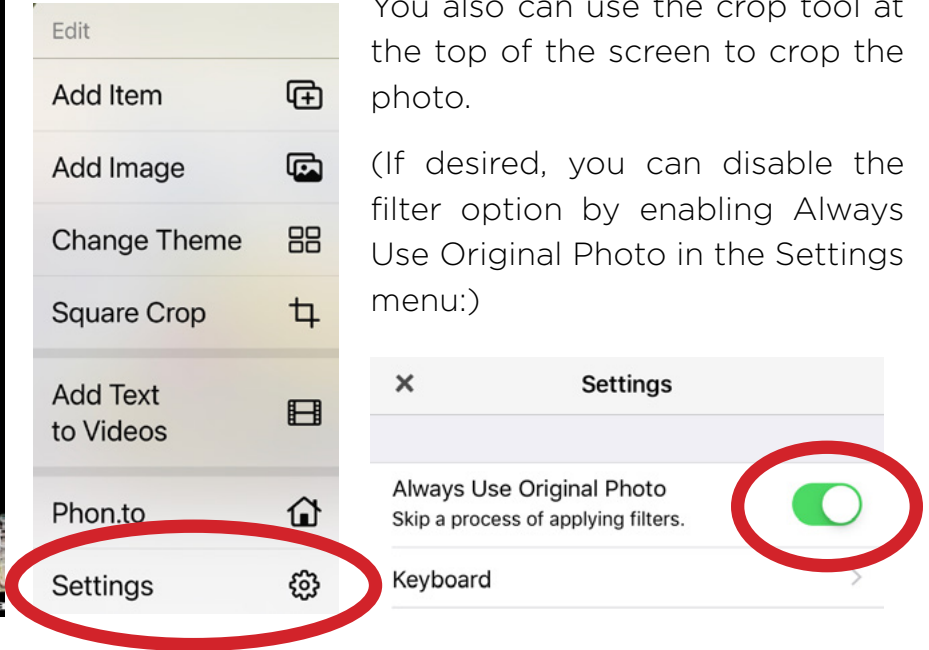 Edit
Add Item
Add Image
Change Theme
Square Crop
Add Text
to Videos
Phon.to
Settings
You also can use the crop tool at
the top of the screen to crop the
photo.
(If desired, you can disable the
filter option by enabling Always
Use Original Photo in the Settings
menu:)
Settings
Always Use Original Photo
Skip a process of applying filters.
Keyboard